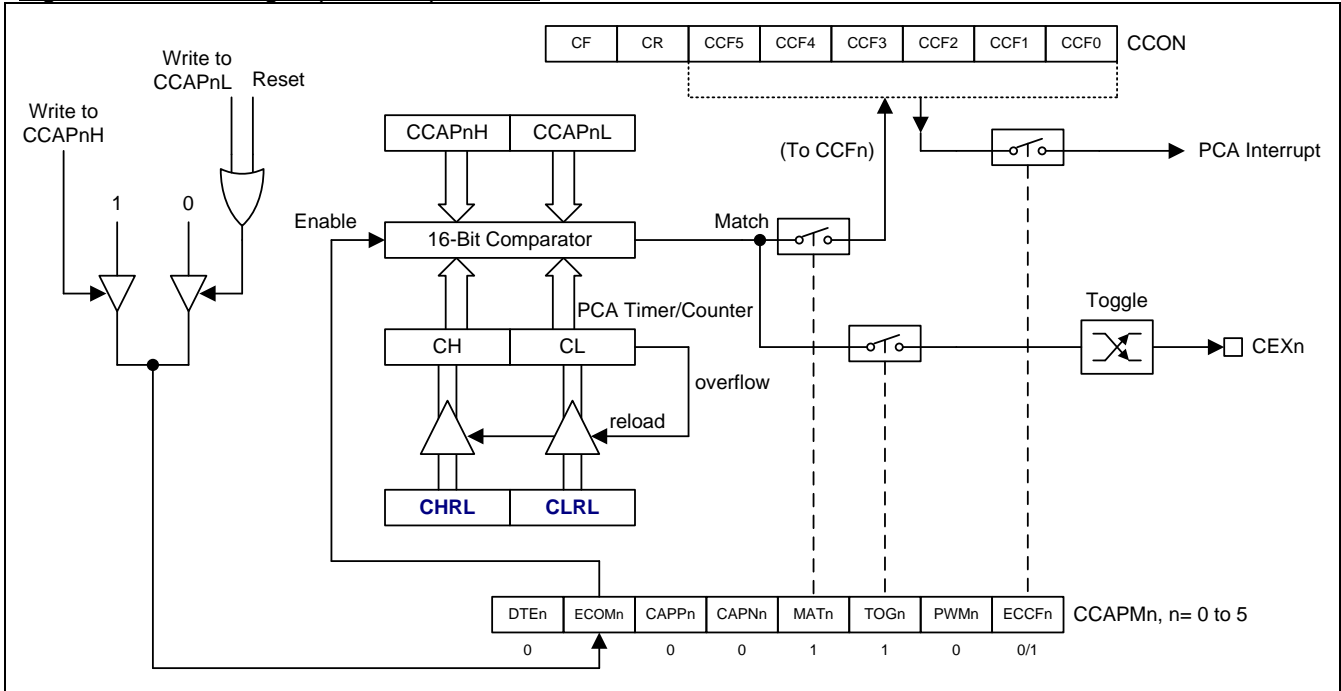 CF CR CCF5 CCF4 CCF3 CCF2 CCF1 CCF0 CCON
Write to
CCAPnL
Reset
Write to
CCAPnH
CCAPnH CCAPnL
(To CCFn)
PCA Interrupt
1 0
Enable
Match
16-Bit Comparator
PCA Timer/Counter
Toggle
CH CL
CEXn
overflow
reload
CHRL CLRL
DTEn ECOMn CAPPn CAPNn MATn TOGn PWMn ECCFn CCAPMn, n= 0 to 5
0 0 0 1 1 0 0/1